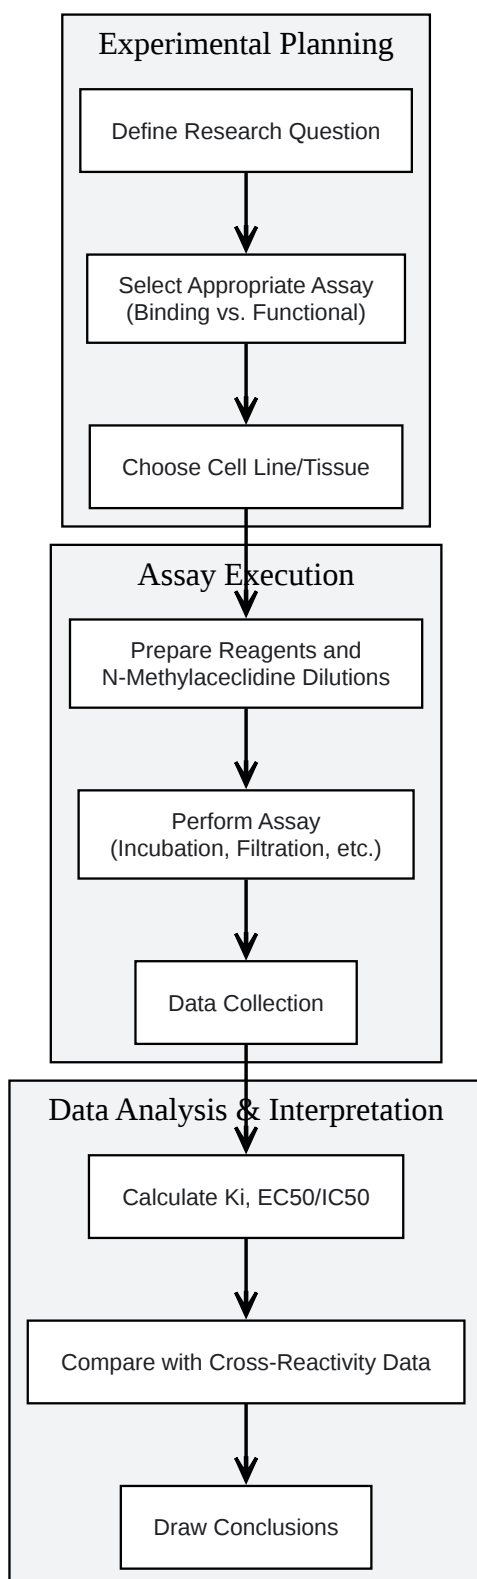 Experimental Planning
Define Research Question
Select Appropriate Assay
(Binding vs. Functional)
Choose Cell Line/Tissue
Assay Execution
Prepare Reagents and
N-Methylaceclidine Dilutions
Perform Assay
(Incubation, Filtration, etc.)
Data Collection
Data Analysis & Interpretation
Calculate Ki, EC50/IC50
Compare with Cross-Reactivity Data
Draw Conclusions